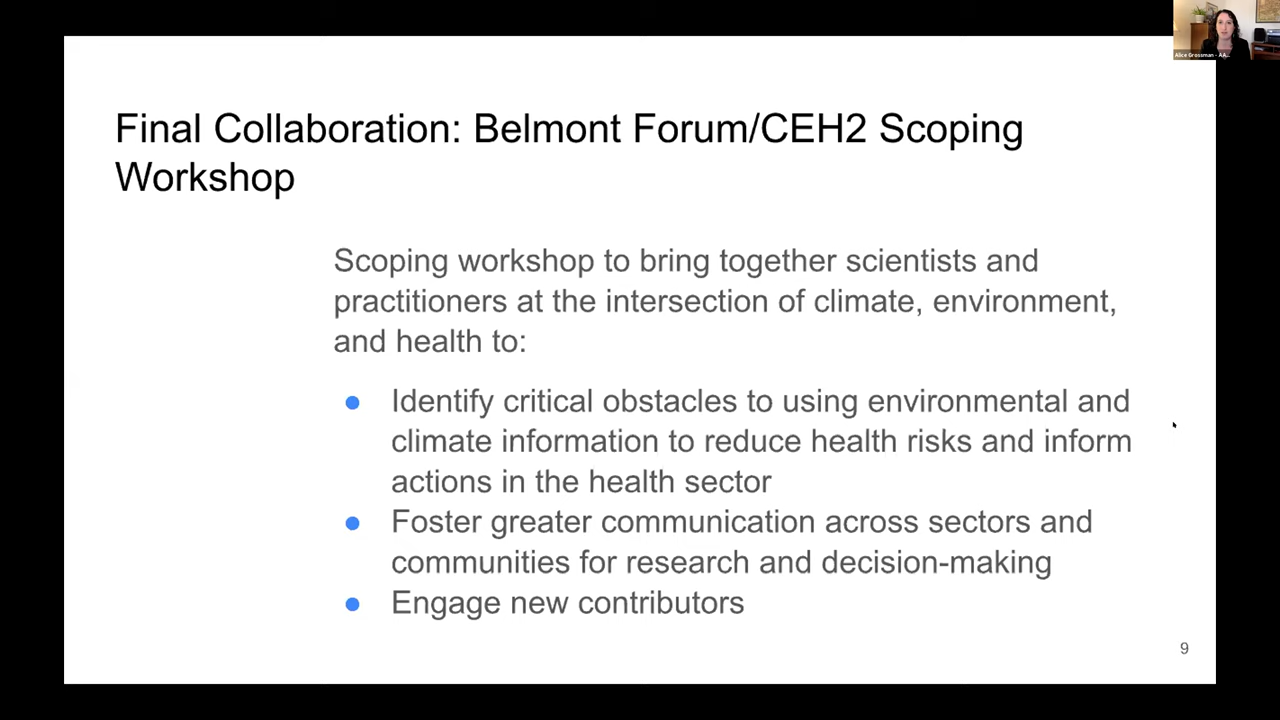 Alice Grossman - AA...
Final Collaboration: Belmont Forum/CEH2 Scoping
Workshop
Scoping workshop to bring together scientists and
practitioners at the intersection of climate, environment,
and health to:
● Identify critical obstacles to using environmental and
climate information to reduce health risks and inform
actions in the health sector
● Foster greater communication across sectors and
communities for research and decision-making
● Engage new contributors
9